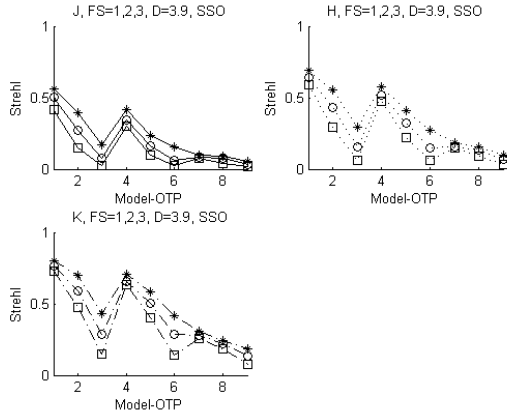 J, FS=1,2,3, D=3.9, SSO
1
0.5
0
Strehl
2 4 6 8
Model-OTP
H, FS=1,2,3, D=3.9, SSO
1
0.5
0
Strehl
2 4 6 8
Model-OTP
K, FS=1,2,3, D=3.9, SSO
1
0.5
0
Strehl
2 4 6 8
Model-OTP